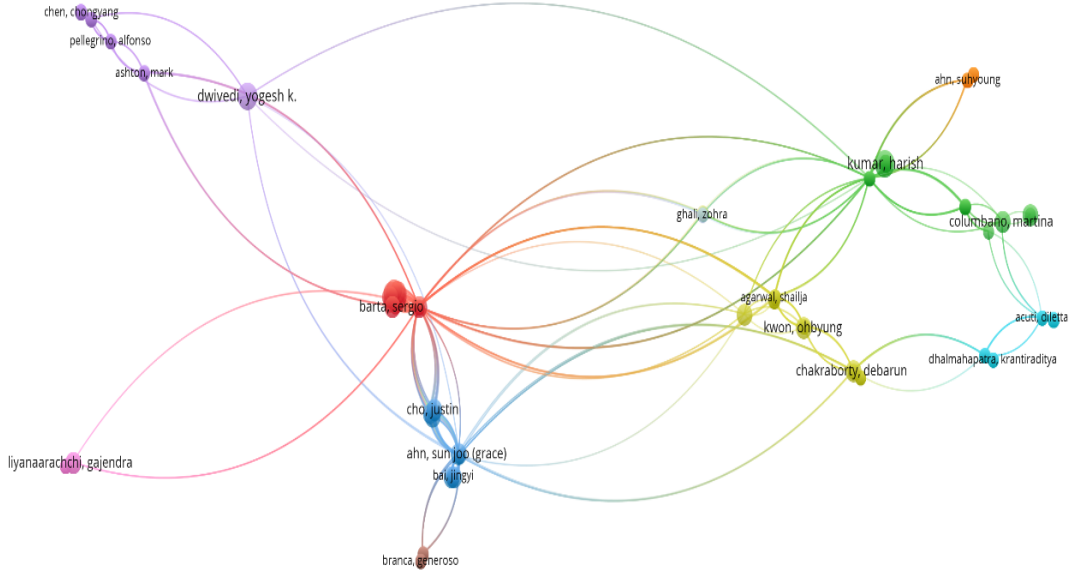 chen, chongyang
pellegrino, alfonso
ashton, mark
dwivedi, yogesh k.
ahn, suhyoung
kumar, harish
ghali, zohra
columbano, martina
barta, sergio
agarwal, shailja
kwon, ohbyung
acuti, diletta
dhalmahapatra, krantiraditya
chakraborty, debarun
cho, justin
ahn, sun joo (grace)
liyanaarachchi, gajendra
bai, jingyi
branca, generoso